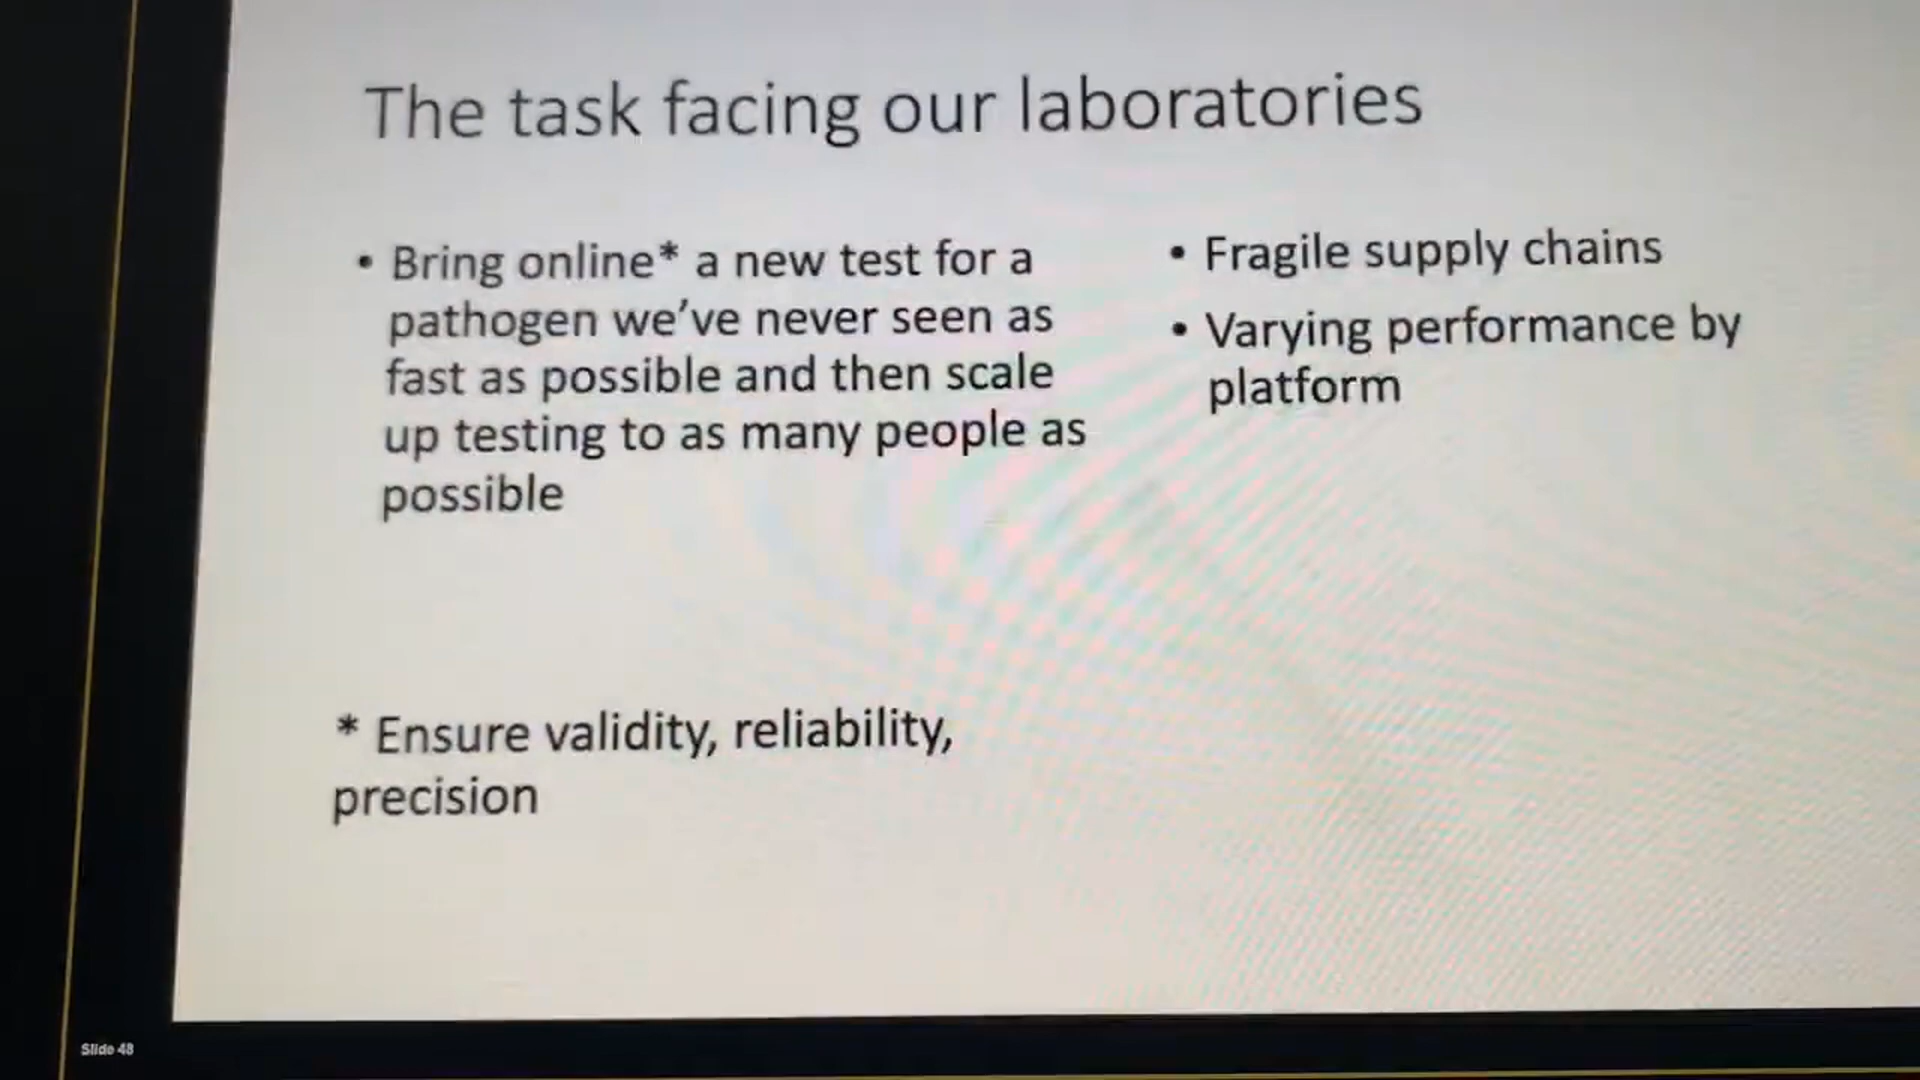 The task facing our laboratories
• Bring online* a new test for a
pathogen we've never seen as
fast as possible and then scale
up testing to as many people as
possible
* Ensure validity, reliability,
precision
• Fragile supply chains
• Varying performance by
platform
Slide 48